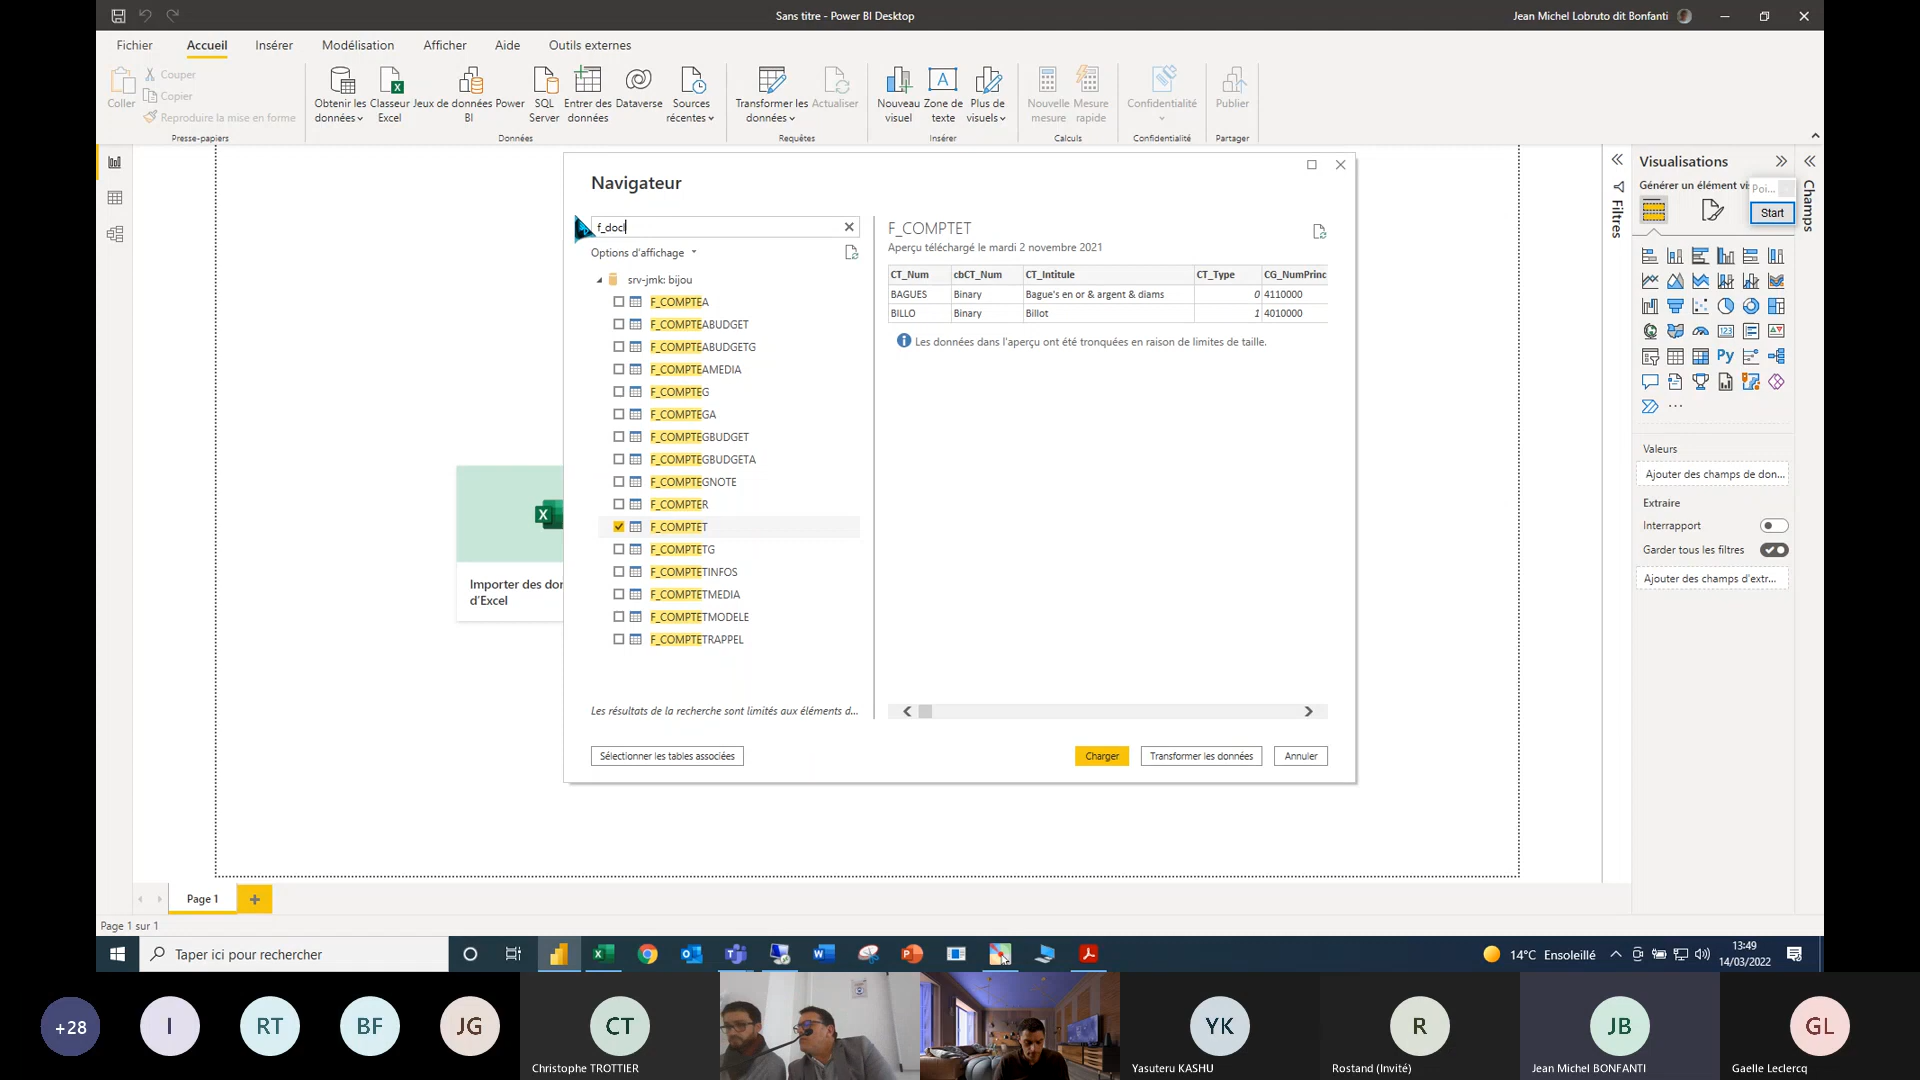 Sans titre - Power BI Desktop
Jean Michel Lobruto dit Bonfanti
Fichier
Accueil
Insérer
Modélisation
Afficher
Aide
Outils externes
Coller
Couper
Copier
Reproduire la mise en forme
Presse-papiers
Obtenir les données
Classeur Excel
Jeux de données Power BI
SQL Server
Entrer des données
Dataverse
Sources récentes
Données
Transformer les données
Actualiser
Requêtes
Nouveau visuel
Zone de texte
Plus de visuels
Insérer
Nouvelle mesure
Mesure rapide
Calculs
Confidentialité
Confidentialité
Publier
Partager
Navigateur
f_docl
Options d'affichage
srv-jmk: bijou
F_COMPTEA
F_COMPTEABUDGET
F_COMPTEABUDGETG
F_COMPTEAMEDIA
F_COMPTEG
F_COMPTEGA
F_COMPTEGBUDGET
F_COMPTEGBUDGETA
F_COMPTEGNOTE
F_COMPTER
F_COMPTET
F_COMPTETG
F_COMPTETINFOS
F_COMPTETMEDIA
F_COMPTETMODELE
F_COMPTETRAPPEL
Les résultats de la recherche sont limités aux éléments d...
Sélectionner les tables associées
F_COMPTET
Aperçu téléchargé le mardi 2 novembre 2021
CT_Num cbCT_Num CT_Intitule CT_Type CG_NumPrinc
BAGUES Binary Bague's en or & argent & diams 0 4110000
BILLO Binary Billot 1 4010000
Les données dans l'aperçu ont été tronquées en raison de limites de taille.
Charger
Transformer les données
Annuler
Importer des don
d'Excel
Filtres
Visualisations
Générer un élément vi
Poi...
Start
Champs
Py
123
Valeurs
Ajouter des champs de don...
Extraire
Interrapport
Garder tous les filtres
Ajouter des champs d'extr...
Page 1
Page 1 sur 1
Taper ici pour rechercher
14°C Ensoleillé
13:49
14/03/2022
+28
I
RT
BF
JG
CT
Christophe TROTTIER
YK
Yasuteru KASHU
R
Rostand (Invité)
JB
Jean Michel BONFANTI
GL
Gaelle Leclercq